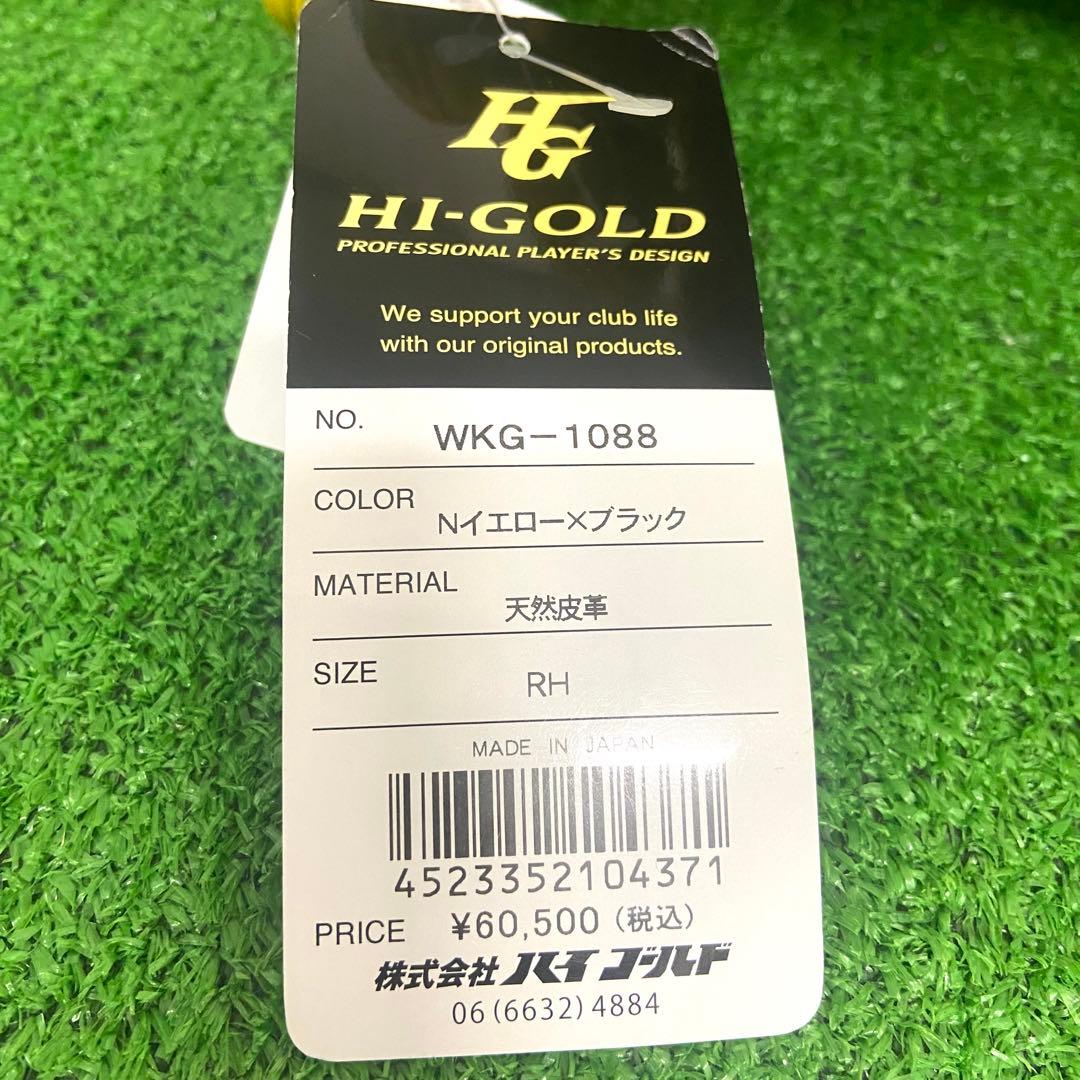 HG
HI-GOLD
PROFESSIONAL PLAYER'S DESIGN
We support your club life
with our original products.
NO. WKG-1088
COLOR Nイエロー×ブラック
MATERIAL 天然皮革
SIZE RH
MADE IN JAPAN
4523352104371
PRICE ¥60,500(税込)
株式会社ハイゴールド
06(6632)4884